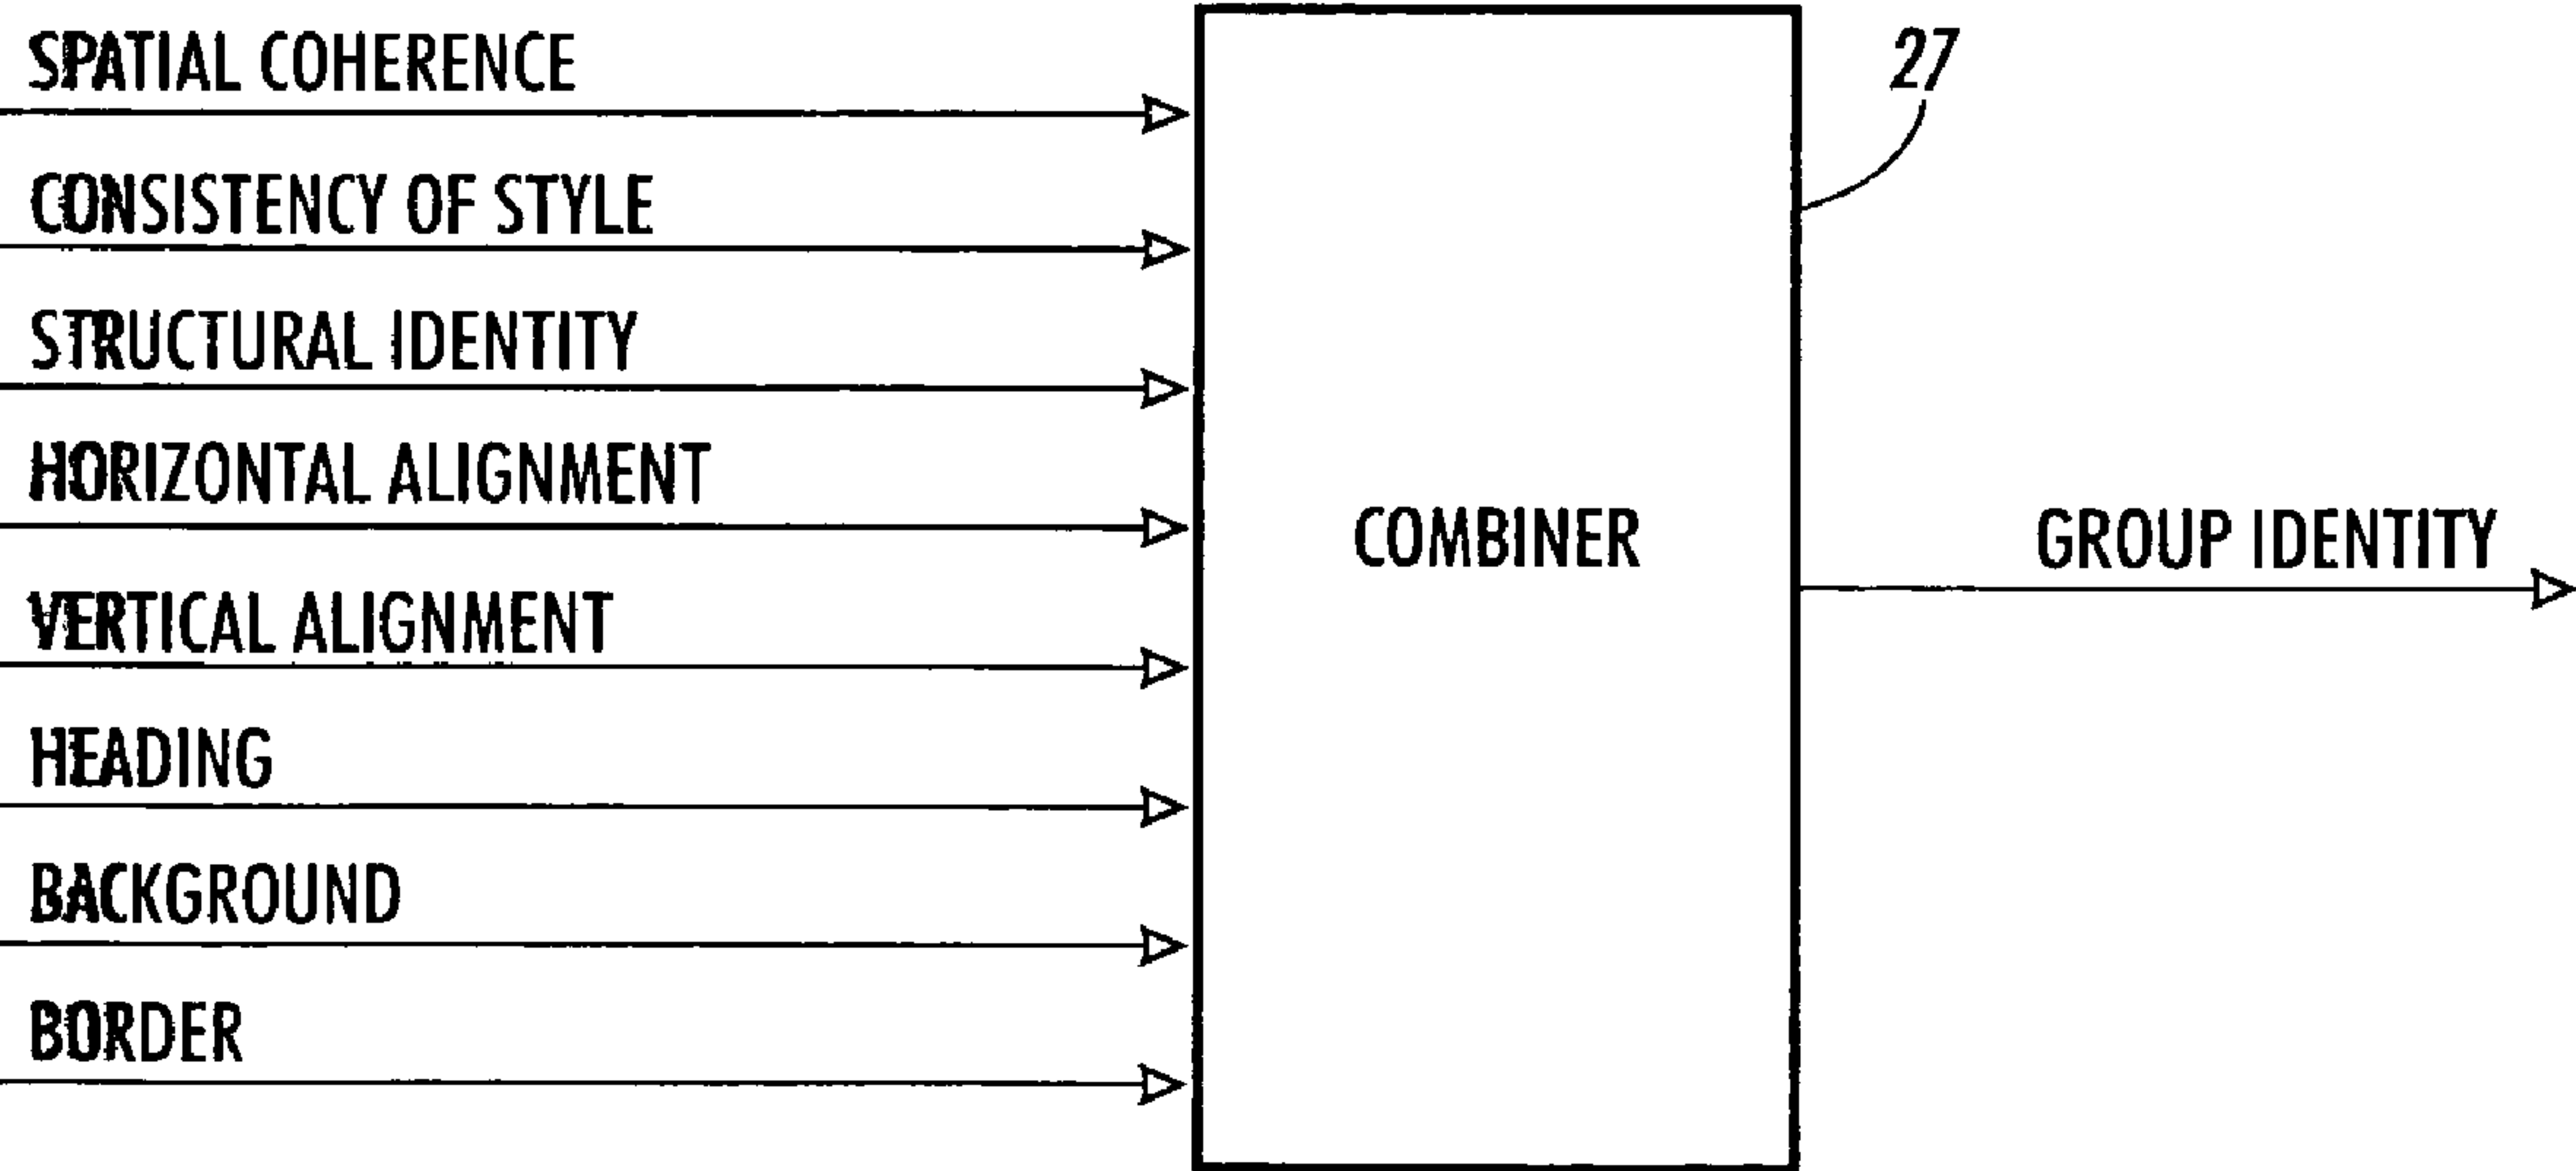 SPATIAL COHERENCE
27
CONSISTENCY OF STYLE
STRUCTURAL IDENTITY
HORIZONTAL ALIGNMENT
COMBINER
GROUP IDENTITY
VERTICAL ALIGNMENT
HEADING
BACKGROUND
BORDER